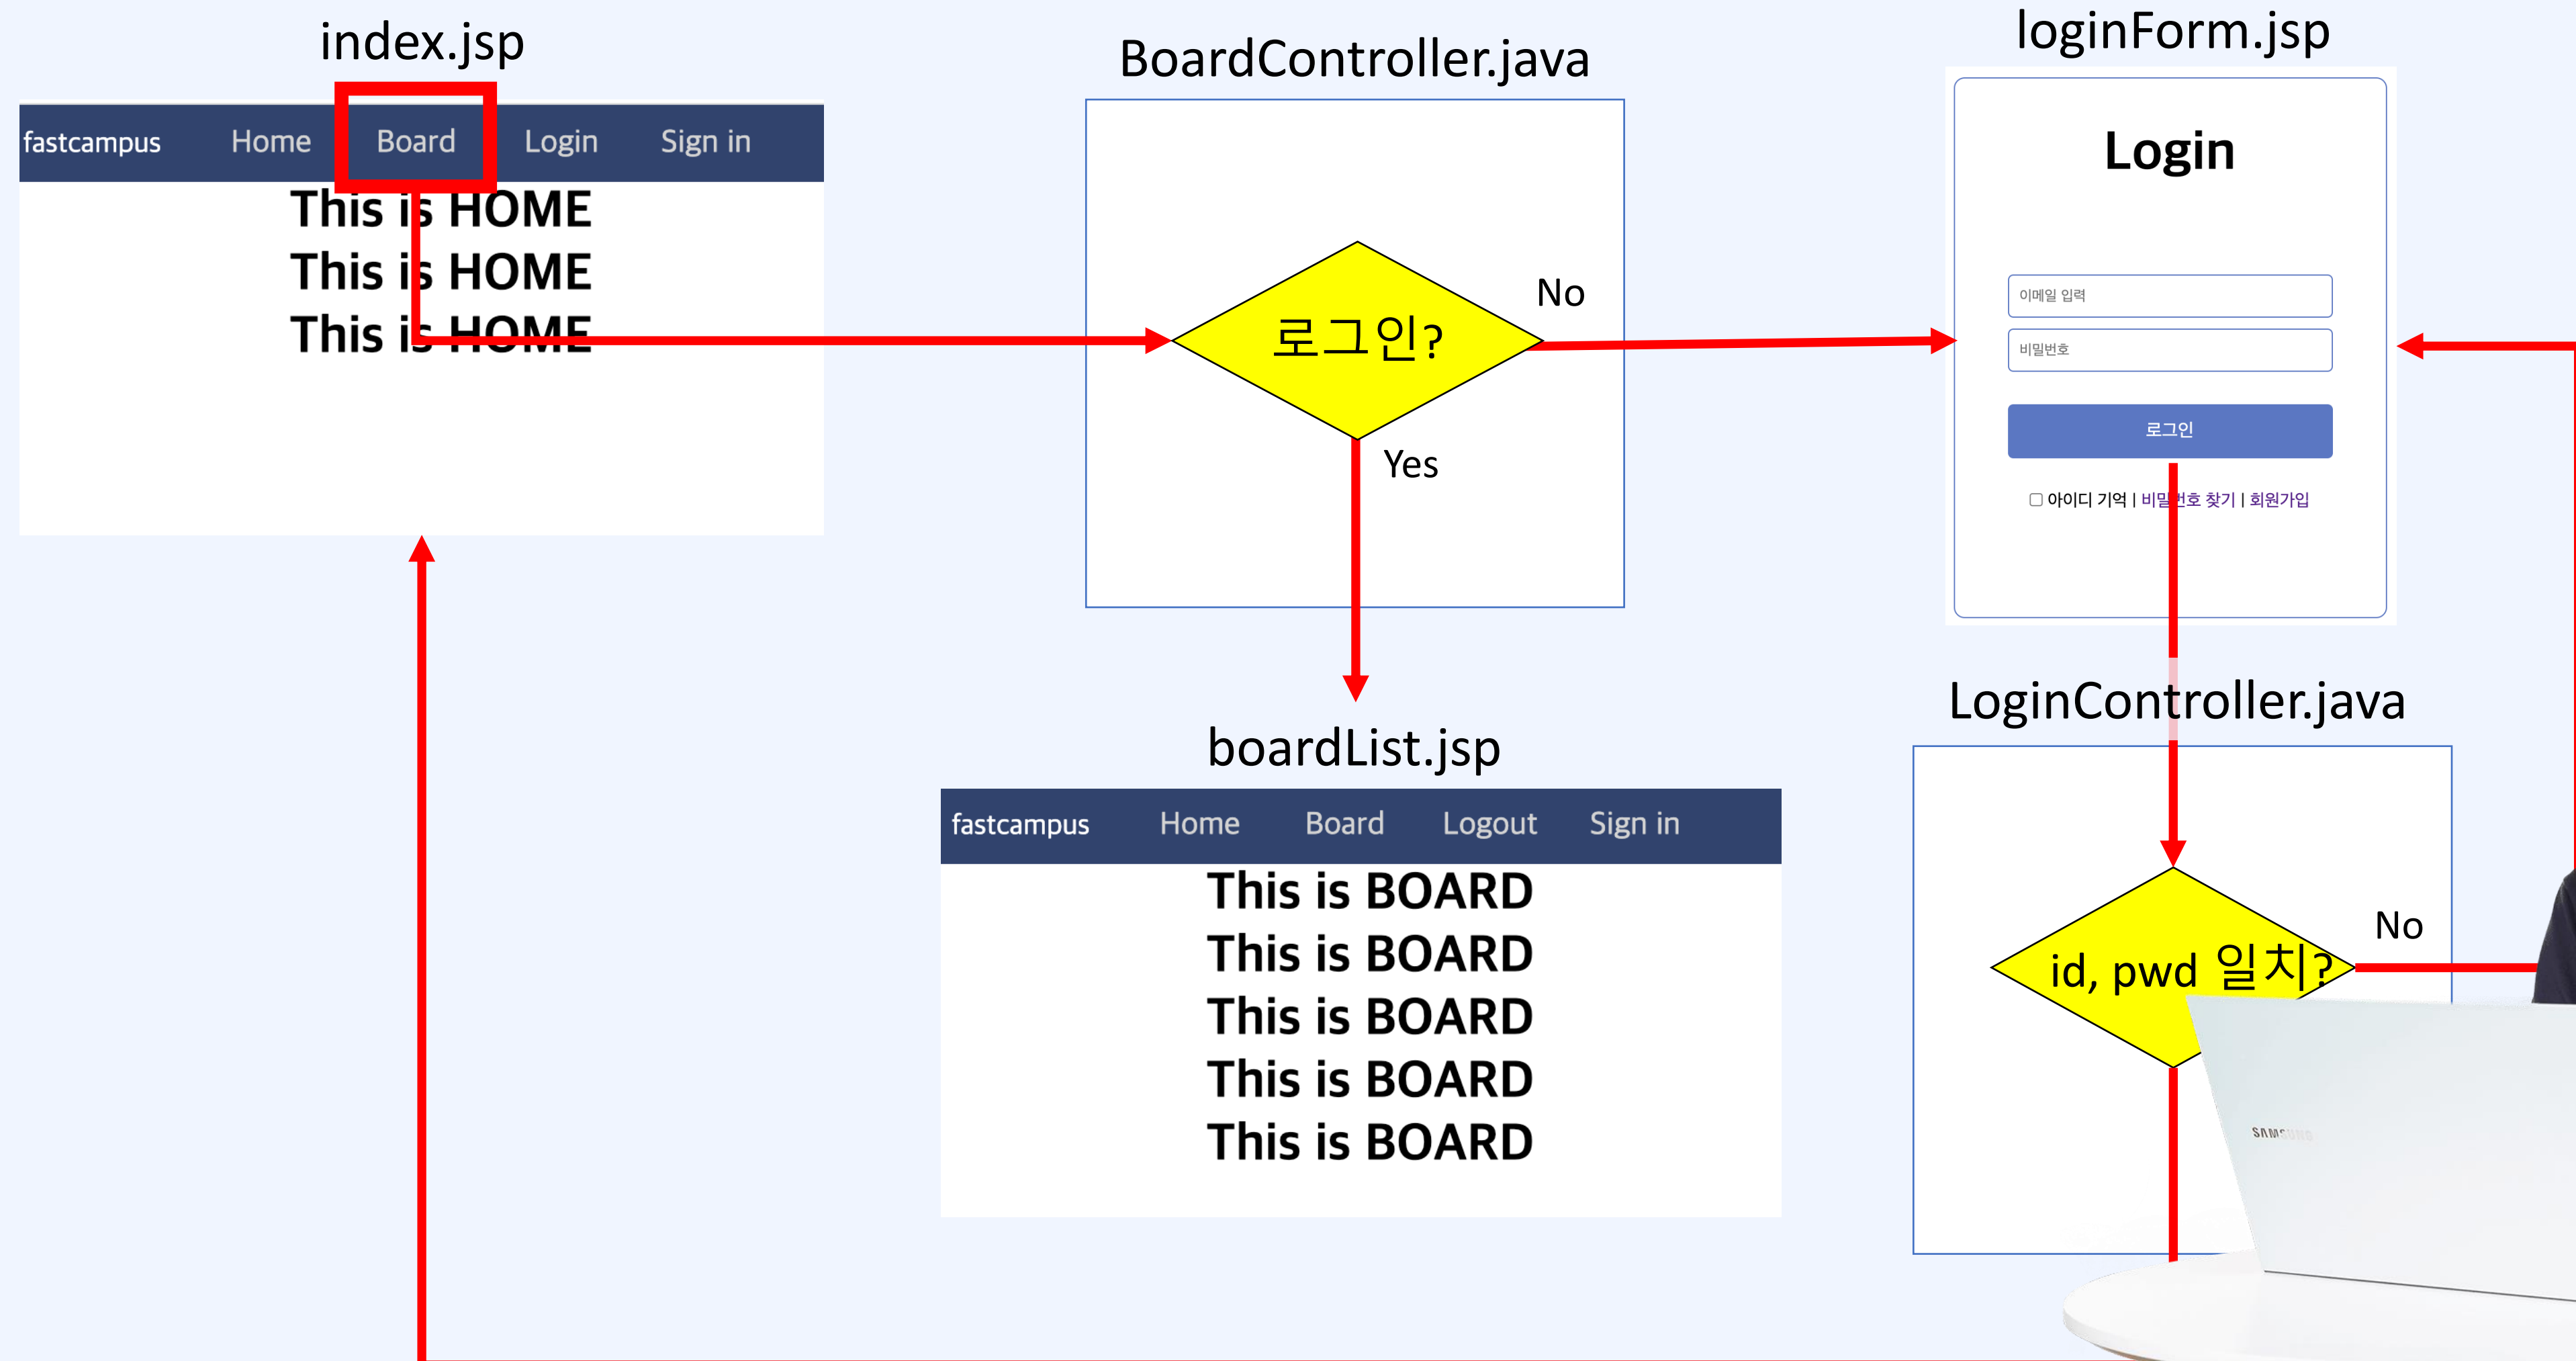 index.jsp
fastcampus Home Board Login Sign in
This is HOME
This is HOME
This is HOME
BoardController.java
로그인?
No
Yes
boardList.jsp
fastcampus Home Board Logout Sign in
This is BOARD
This is BOARD
This is BOARD
This is BOARD
This is BOARD
loginForm.jsp
Login
이메일 입력
비밀번호
로그인
아이디 기억 | 비밀번호 찾기 | 회원가입
LoginController.java
id, pwd 일치?
No
SAMSUNG